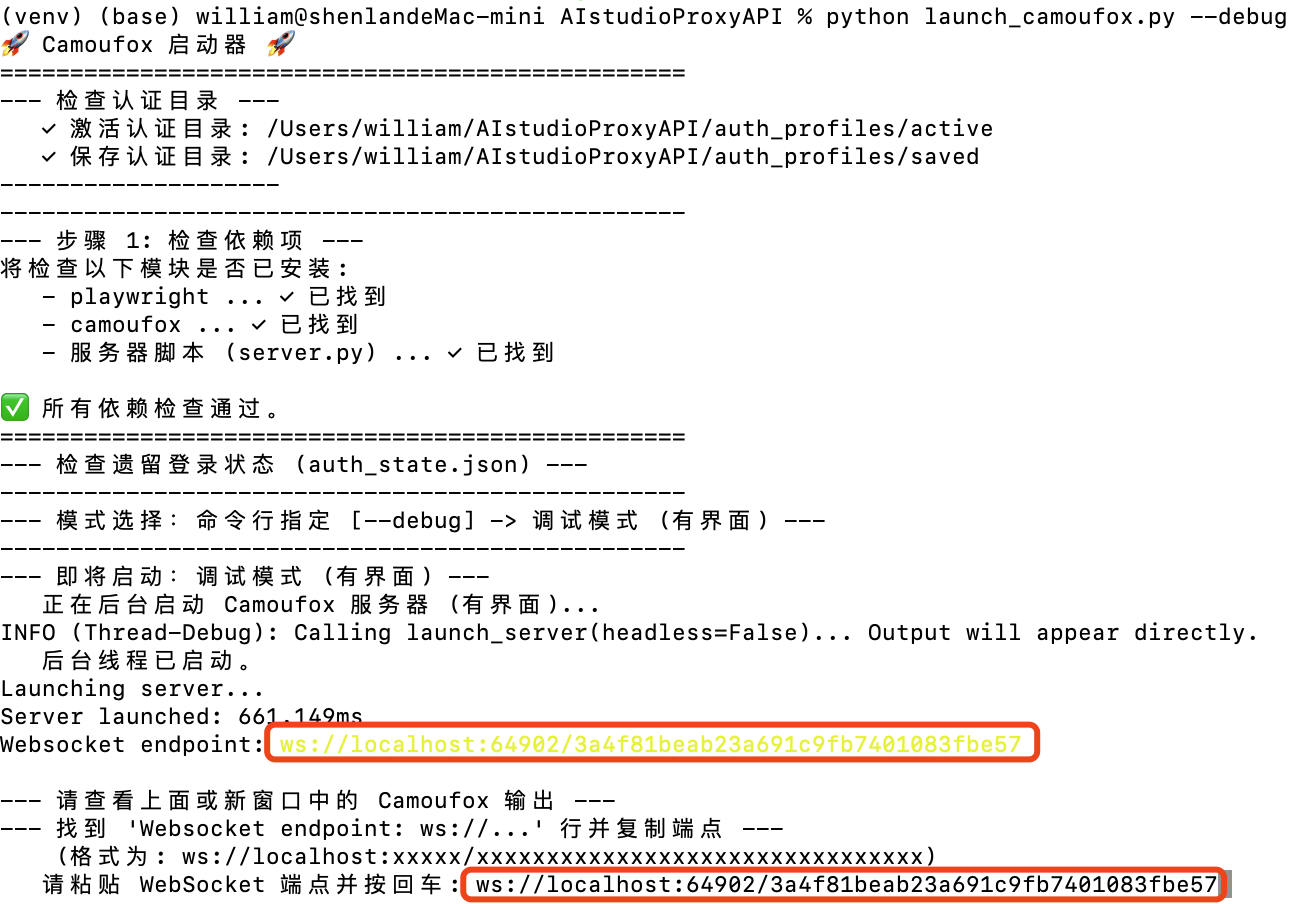 (venv) (base) william@shenlandeMac-mini AIstudioProxyAPI % python launch_camoufox.py --debug
🚀 Camoufox 启动器 🚀
=================================================
--- 检查认证目录 ---
✓ 激活认证目录: /Users/william/AIstudioProxyAPI/auth_profiles/active
✓ 保存认证目录: /Users/william/AIstudioProxyAPI/auth_profiles/saved
--------------------
-------------------------------------------------
--- 步骤 1: 检查依赖项 ---
将检查以下模块是否已安装:
- playwright ... ✓ 已找到
- camoufox ... ✓ 已找到
- 服务器脚本 (server.py) ... ✓ 已找到
✅ 所有依赖检查通过。
=================================================
--- 检查遗留登录状态 (auth_state.json) ---
-------------------------------------------------
--- 模式选择: 命令行指定 [--debug] -> 调试模式 (有界面) ---
-------------------------------------------------
--- 即将启动: 调试模式 (有界面) ---
正在后台启动 Camoufox 服务器 (有界面)...
INFO (Thread-Debug): Calling launch_server(headless=False)... Output will appear directly.
后台线程已启动。
Launching server...
Server launched: 661.149ms
Websocket endpoint: ws://localhost:64902/3a4f81beab23a691c9fb7401083fbe57
--- 请查看上面或新窗口中的 Camoufox 输出 ---
--- 找到 'Websocket endpoint: ws://...' 行并复制端点 ---
(格式为: ws://localhost:xxxxx/xxxxxxxxxxxxxxxxxxxxxxxxxxxxxxxx)
请粘贴 WebSocket 端点并按回车: ws://localhost:64902/3a4f81beab23a691c9fb7401083fbe57